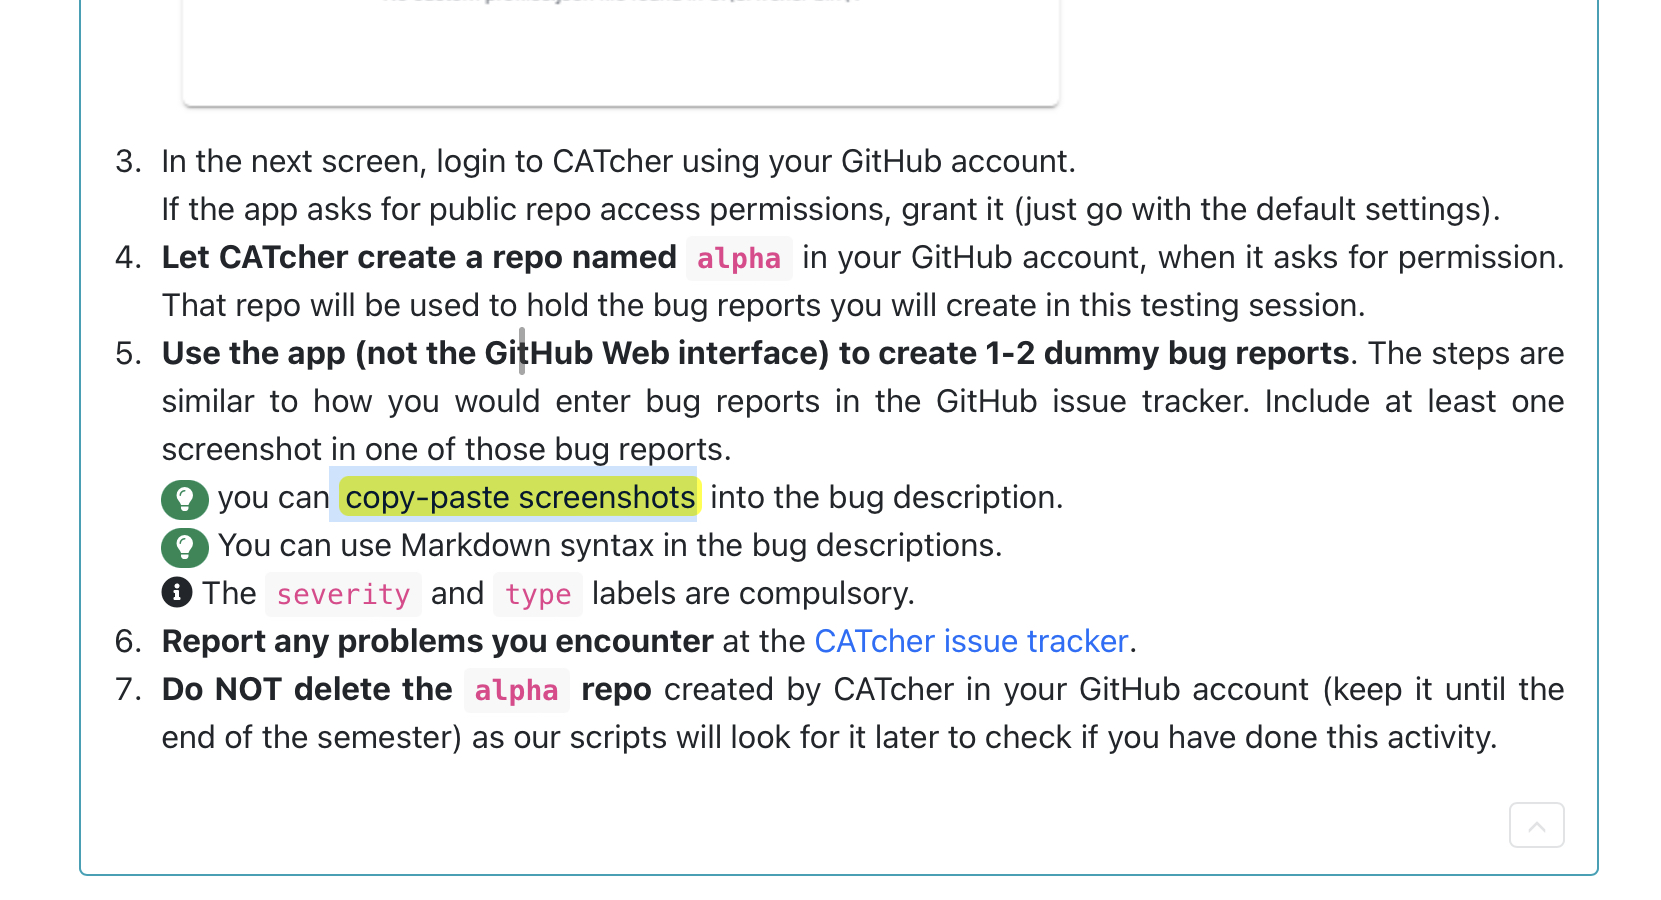 3. In the next screen, login to CATcher using your GitHub account.
If the app asks for public repo access permissions, grant it (just go with the default settings).
4. Let CATcher create a repo named alpha in your GitHub account, when it asks for permission.
That repo will be used to hold the bug reports you will create in this testing session.
5. Use the app (not the GitHub Web interface) to create 1-2 dummy bug reports. The steps are
similar to how you would enter bug reports in the GitHub issue tracker. Include at least one
screenshot in one of those bug reports.
you can copy-paste screenshots into the bug description.
You can use Markdown syntax in the bug descriptions.
The severity and type labels are compulsory.
6. Report any problems you encounter at the CATcher issue tracker.
7. Do NOT delete the alpha repo created by CATcher in your GitHub account (keep it until the
end of the semester) as our scripts will look for it later to check if you have done this activity.